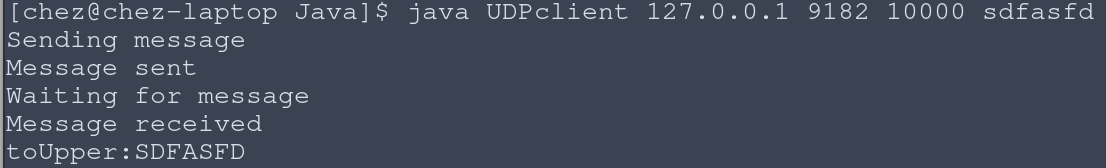 [chez@chez-laptop Java]$ java UDPclient 127.0.0.1 9182 10000 sdfasfd
Sending message
Message sent
Waiting for message
Message received
toUpper:SDFASFD